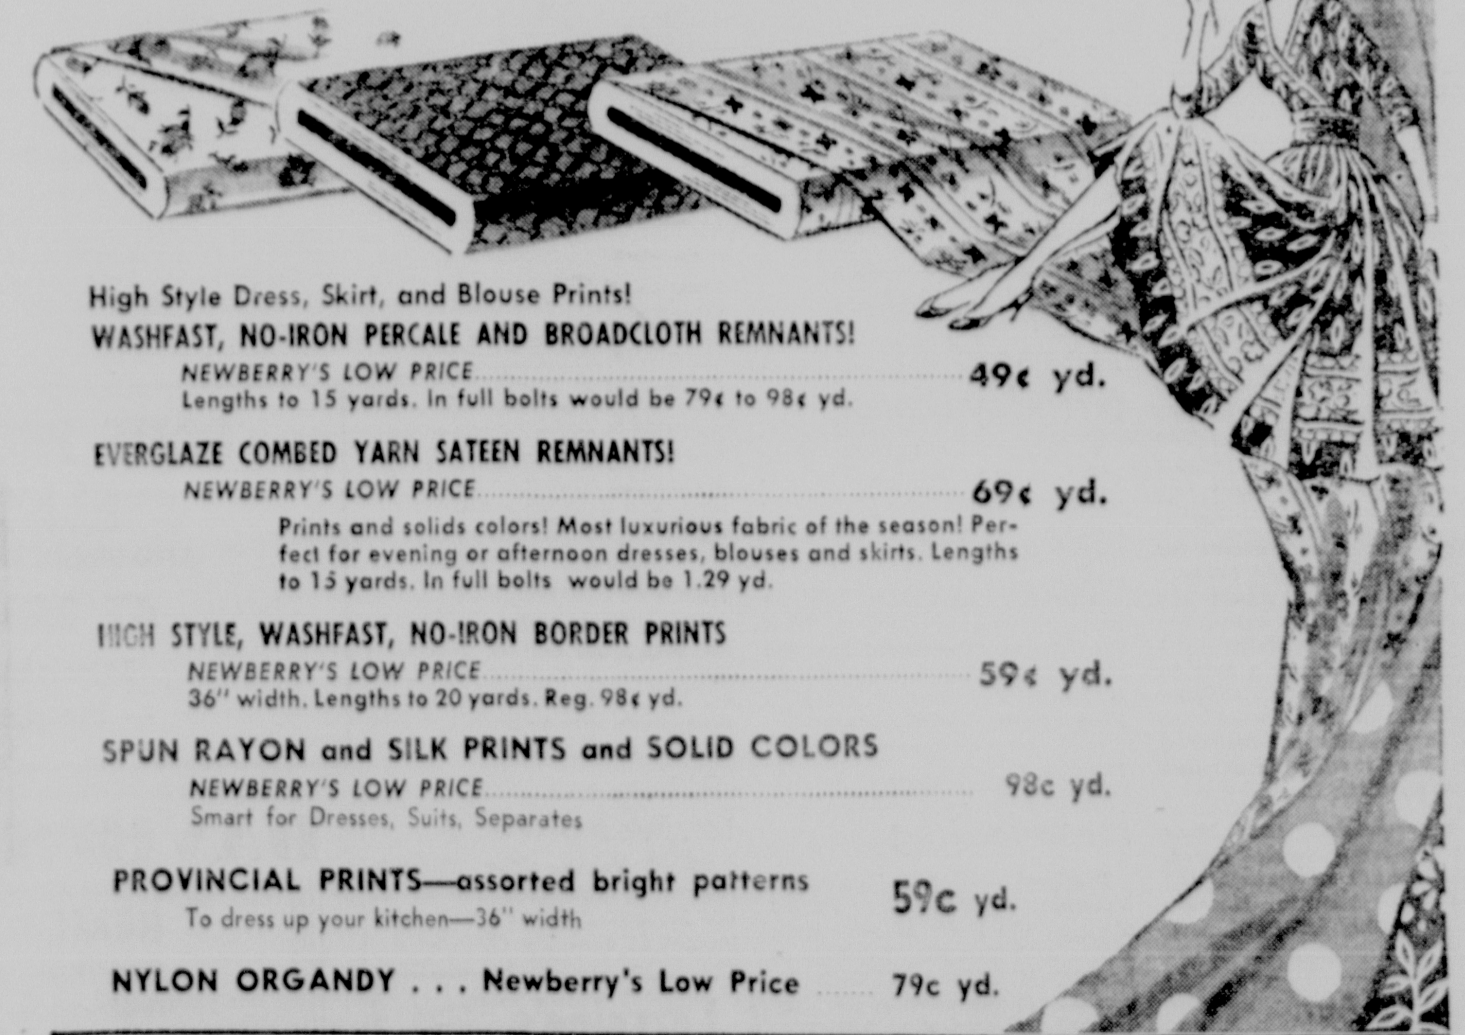 High Style Dress, Skirt, and Blouse Prints!
WASHFAST, NO-IRON PERCALE AND BROADCLOTH REMNANTS!
NEWBERRY'S LOW PRICE 49¢ yd.
Lengths to 15 yards. In full bolts would be 79¢ to 98¢ yd.
EVERGLAZE COMBED YARN SATEEN REMNANTS!
NEWBERRY'S LOW PRICE 69¢ yd.
Prints and solids colors! Most luxurious fabric of the season! Per-
fect for evening or afternoon dresses, blouses and skirts. Lengths
to 15 yards. In full bolts would be 1.29 yd.
HIGH STYLE, WASHFAST, NO-IRON BORDER PRINTS
NEWBERRY'S LOW PRICE 59¢ yd.
36" width. Lengths to 20 yards. Reg. 98¢ yd.
SPUN RAYON and SILK PRINTS and SOLID COLORS
NEWBERRY'S LOW PRICE 98c yd.
Smart for Dresses, Suits, Separates
PROVINCIAL PRINTS—assorted bright patterns 59c yd.
To dress up your kitchen—36" width
NYLON ORGANDY . . . Newberry's Low Price 79c yd.